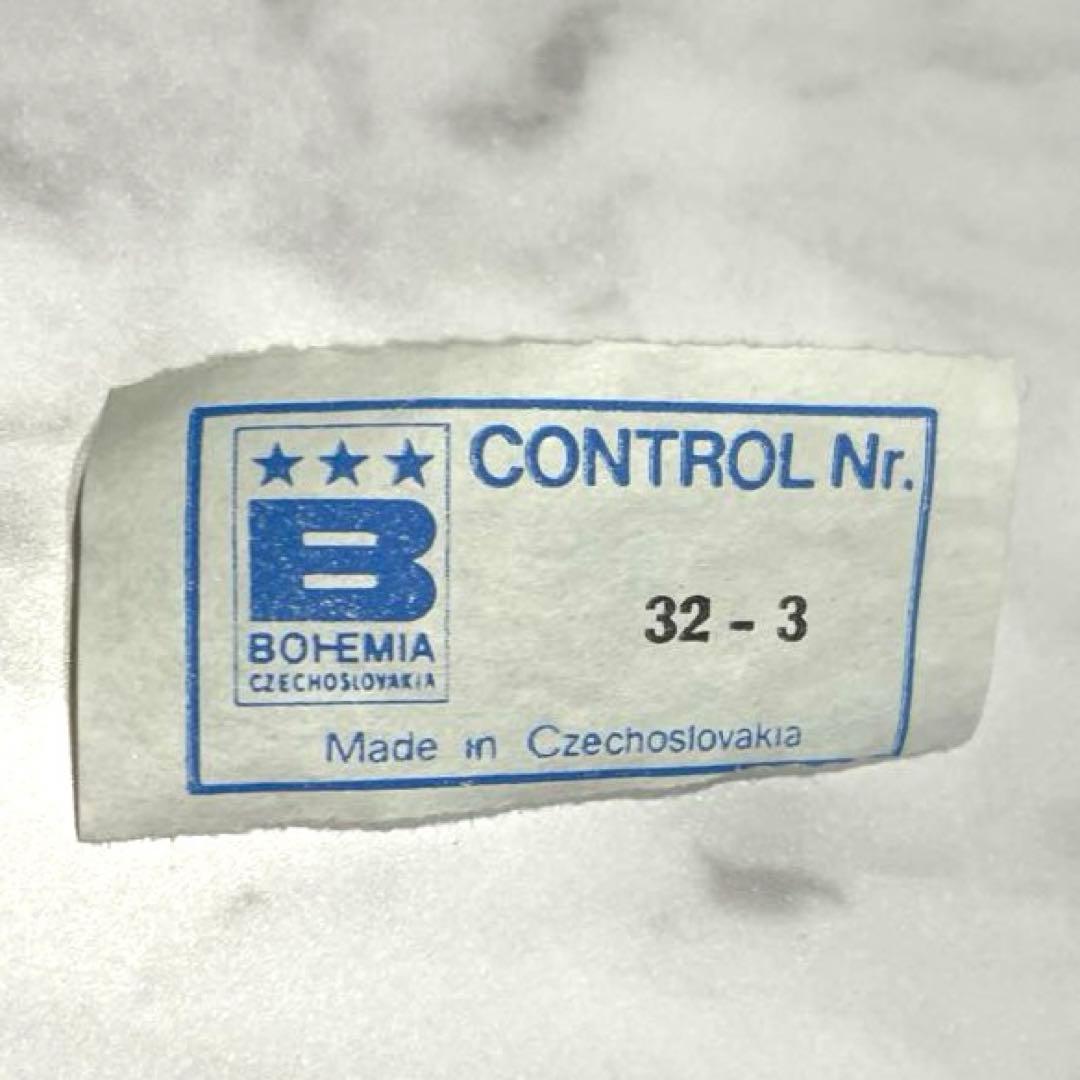 CONTROL Nr.
B
BOHEMIA
CZECHOSLOVAKIA
32 - 3
Made in Czechoslovakia